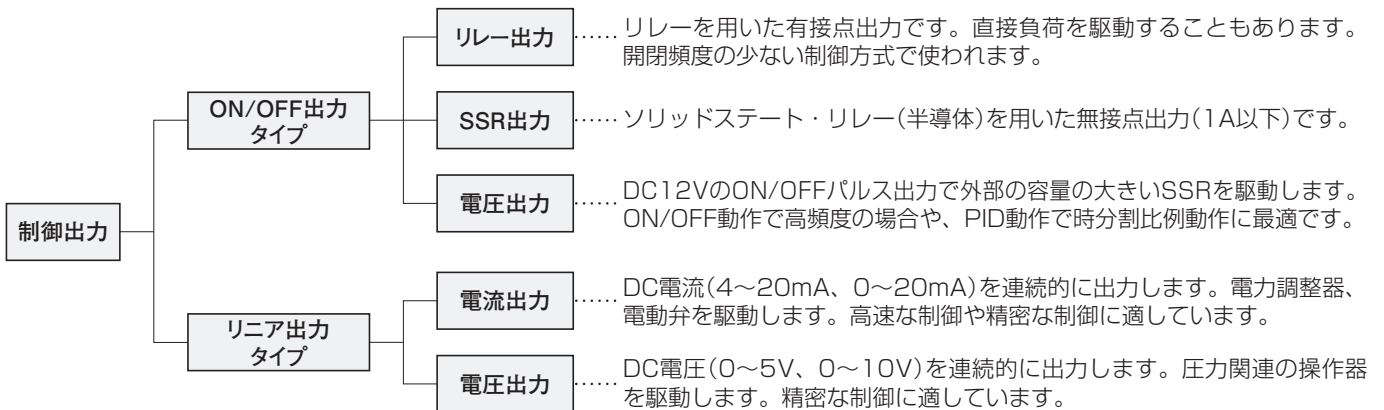 制御出力
ON/OFF出力
タイプ
リレー出力
……リレーを用いた有接点出力です。直接負荷を駆動することもあります。
開閉頻度の少ない制御方式で使われます。
SSR出力
……ソリッドステート・リレー(半導体)を用いた無接点出力(1A以下)です。
電圧出力
……DC12VのON/OFFパルス出力で外部の容量の大きいSSRを駆動します。
ON/OFF動作で高頻度の場合や、PID動作で時分割比例動作に最適です。
リニア出力
タイプ
電流出力
……DC電流(4〜20mA、0〜20mA)を連続的に出力します。電力調整器、
電動弁を駆動します。高速な制御や精密な制御に適しています。
電圧出力
……DC電圧(0〜5V、0〜10V)を連続的に出力します。圧力関連の操作器
を駆動します。精密な制御に適しています。